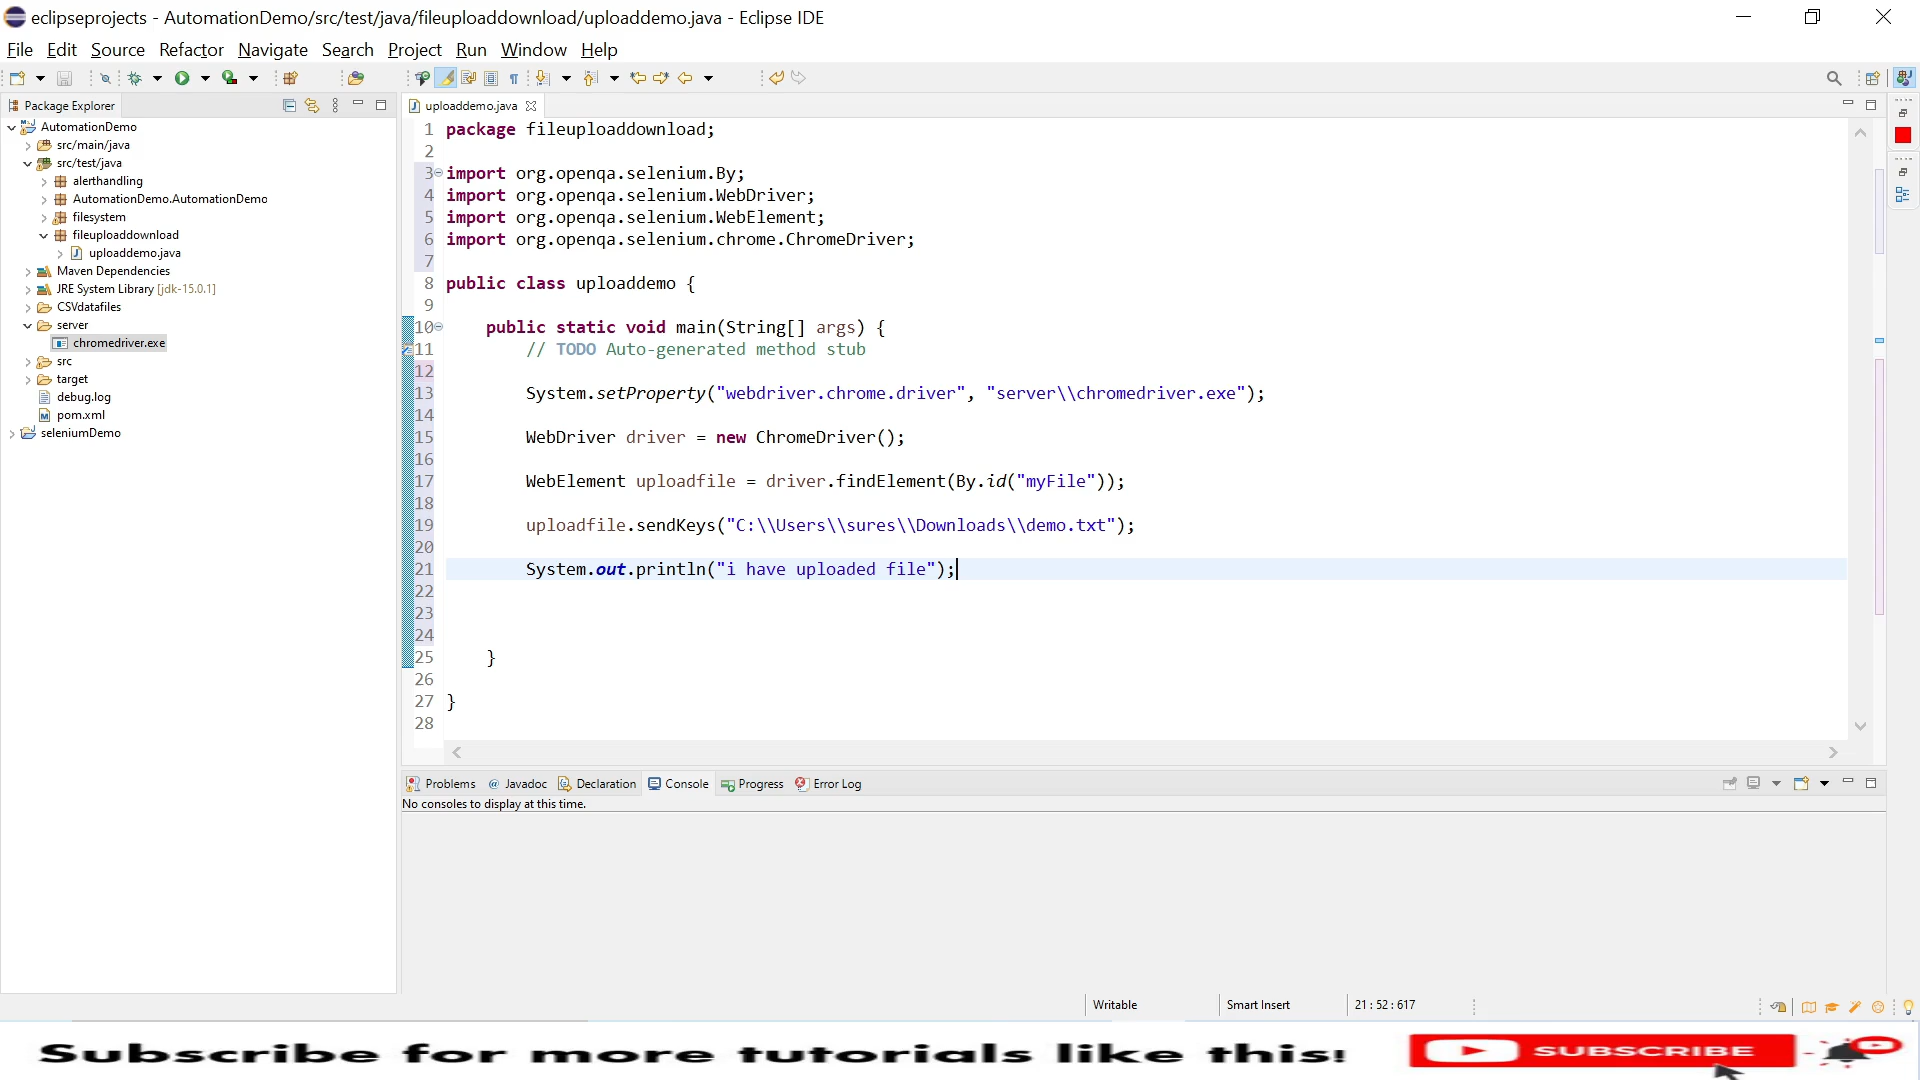 eclipseprojects - AutomationDemo/src/test/java/fileuploaddownload/uploaddemo.java - Eclipse IDE
File Edit Source Refactor Navigate Search Project Run Window Help
Package Explorer
AutomationDemo
src/main/java
src/test/java
alerthandling
AutomationDemo.AutomationDemo
filesystem
fileuploaddownload
uploaddemo.java
Maven Dependencies
JRE System Library [jdk-15.0.1]
CSVdatafiles
server
chromedriver.exe
src
target
debug.log
pom.xml
seleniumDemo
uploaddemo.java
1 package fileuploaddownload;
2
3 import org.openqa.selenium.By;
4 import org.openqa.selenium.WebDriver;
5 import org.openqa.selenium.WebElement;
6 import org.openqa.selenium.chrome.ChromeDriver;
7
8 public class uploaddemo {
9
10 public static void main(String[] args) {
11 // TODO Auto-generated method stub
12
13 System.setProperty("webdriver.chrome.driver", "server\\chromedriver.exe");
14
15 WebDriver driver = new ChromeDriver();
16
17 WebElement uploadfile = driver.findElement(By.id("myFile"));
18
19 uploadfile.sendKeys("C:\\Users\\sures\\Downloads\\demo.txt");
20
21 System.out.println("i have uploaded file");
22
23
24
25 }
26
27 }
28
Problems Javadoc Declaration Console Progress Error Log
No consoles to display at this time.
Writable Smart Insert 21 : 52 : 617
Subscribe for more tutorials like this! SUBSCRIBE